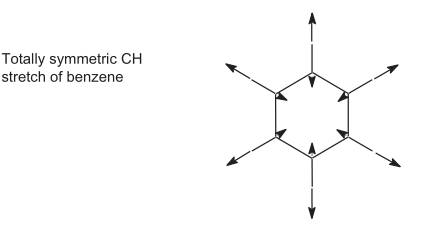 Totally symmetric CH
stretch of benzene